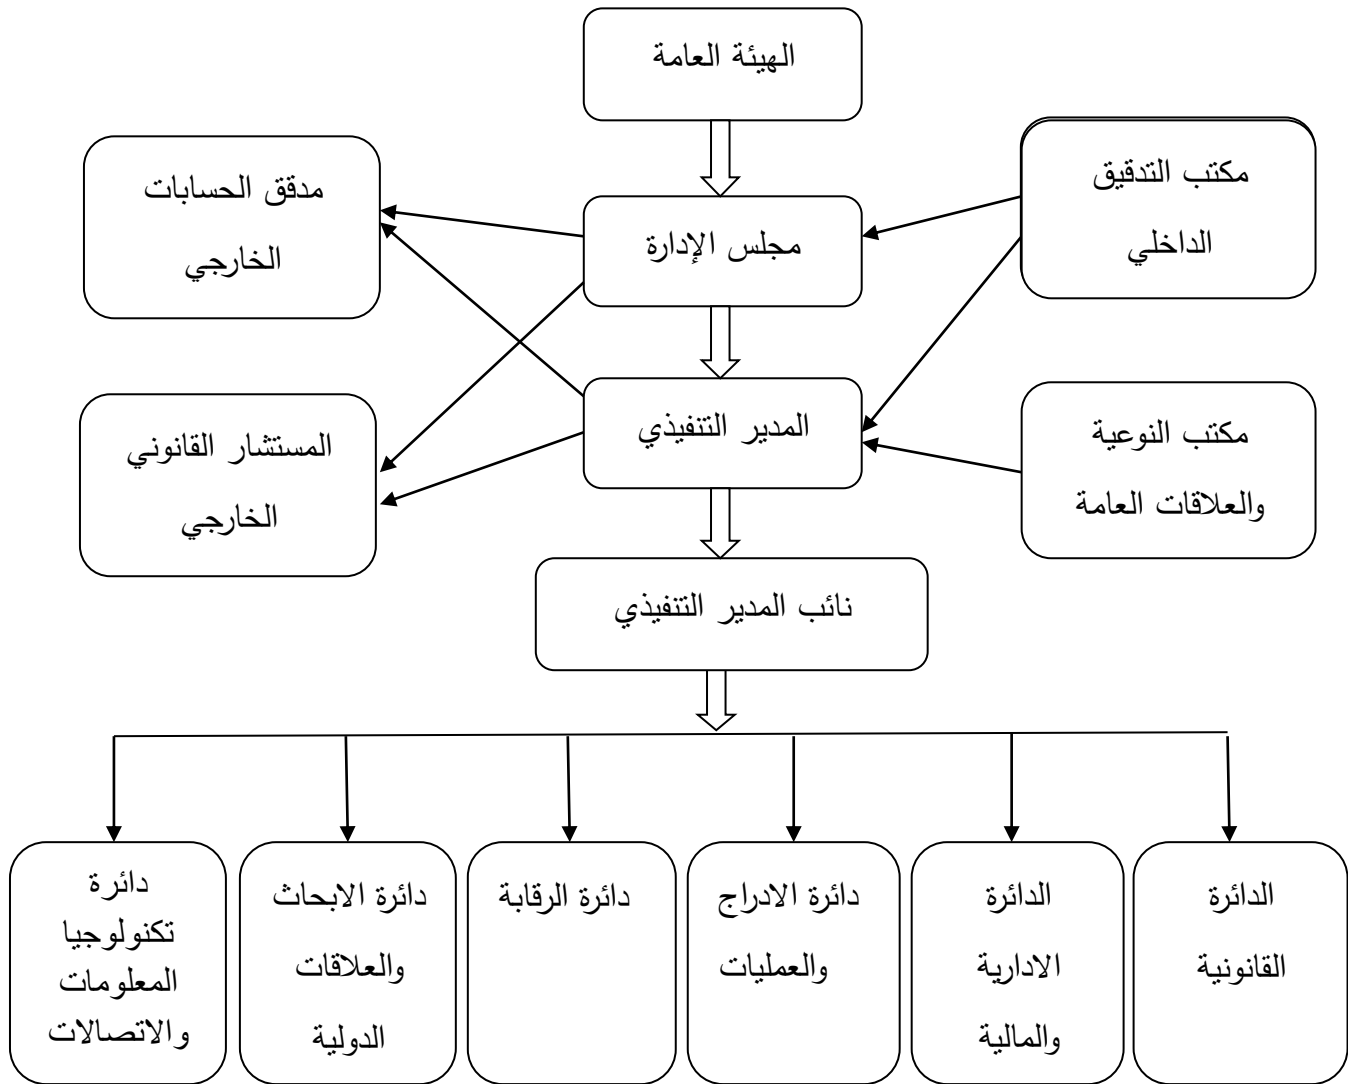 الهيئة العامة
مكتب التدقيق
الداخلي
مجلس الإدارة
مدقق الحسابات
الخارجي
مكتب النوعية
والعلاقات العامة
المدير التنفيذي
المستشار القانوني
الخارجي
نائب المدير التنفيذي
الدائرة
القانونية
الدائرة
الادارية
والمالية
دائرة الادراج
والعمليات
دائرة الرقابة
دائرة الابحاث
والعلاقات
الدولية
دائرة
تكنولوجيا
المعلومات
والاتصالات